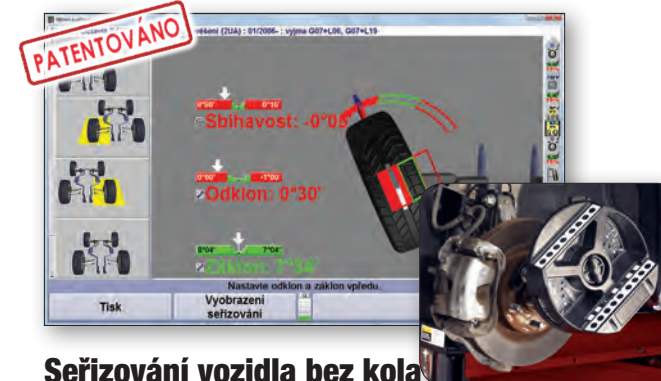 PATENTOVÁNO
věšení (2UA) : 01/2006- : vyjma G07+L06, G07+L19-
0°00' 0°10'
Sbíhavost: -0°05'
0°00' -1°00'
Odklon: 0°30'
8°04' 7°04'
Záklon: 7°34'
Nastavte odklon a záklon vpředu.
Tisk
Vyobrazení
seřizování
Seřizování vozidla bez kola